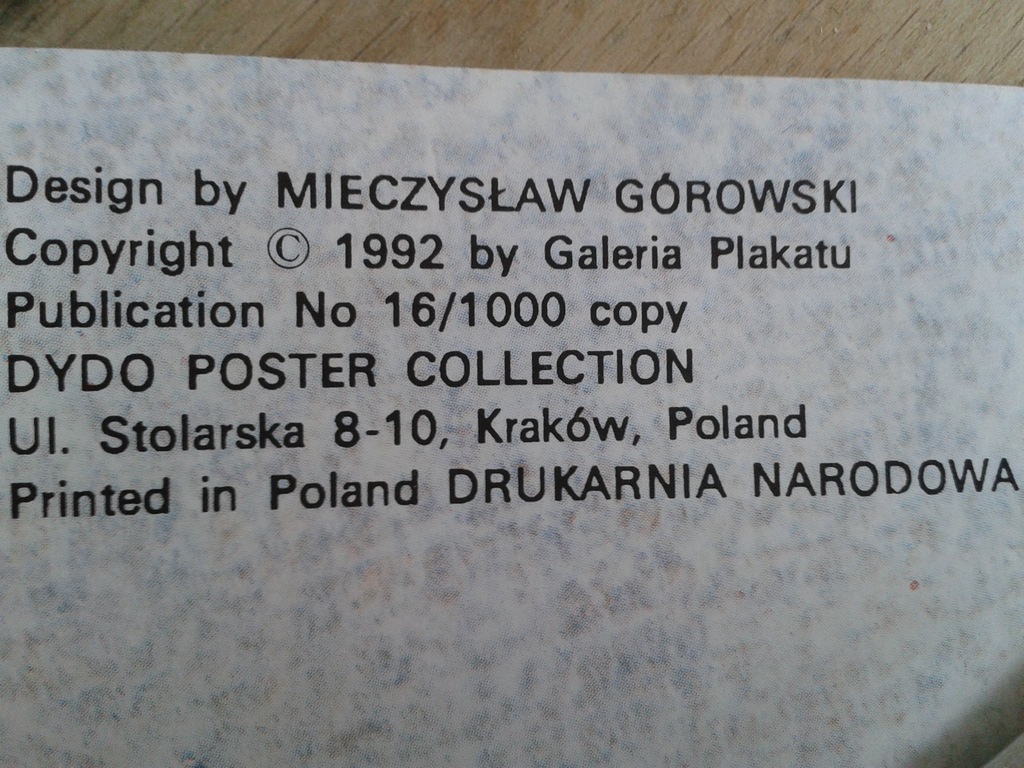 Design by MIECZYSŁAW GÓROWSKI
Copyright © 1992 by Galeria Plakatu
Publication No 16/1000 copy
DYDO POSTER COLLECTION
Ul. Stolarska 8-10, Kraków, Poland
Printed in Poland DRUKARNIA NARODOWA